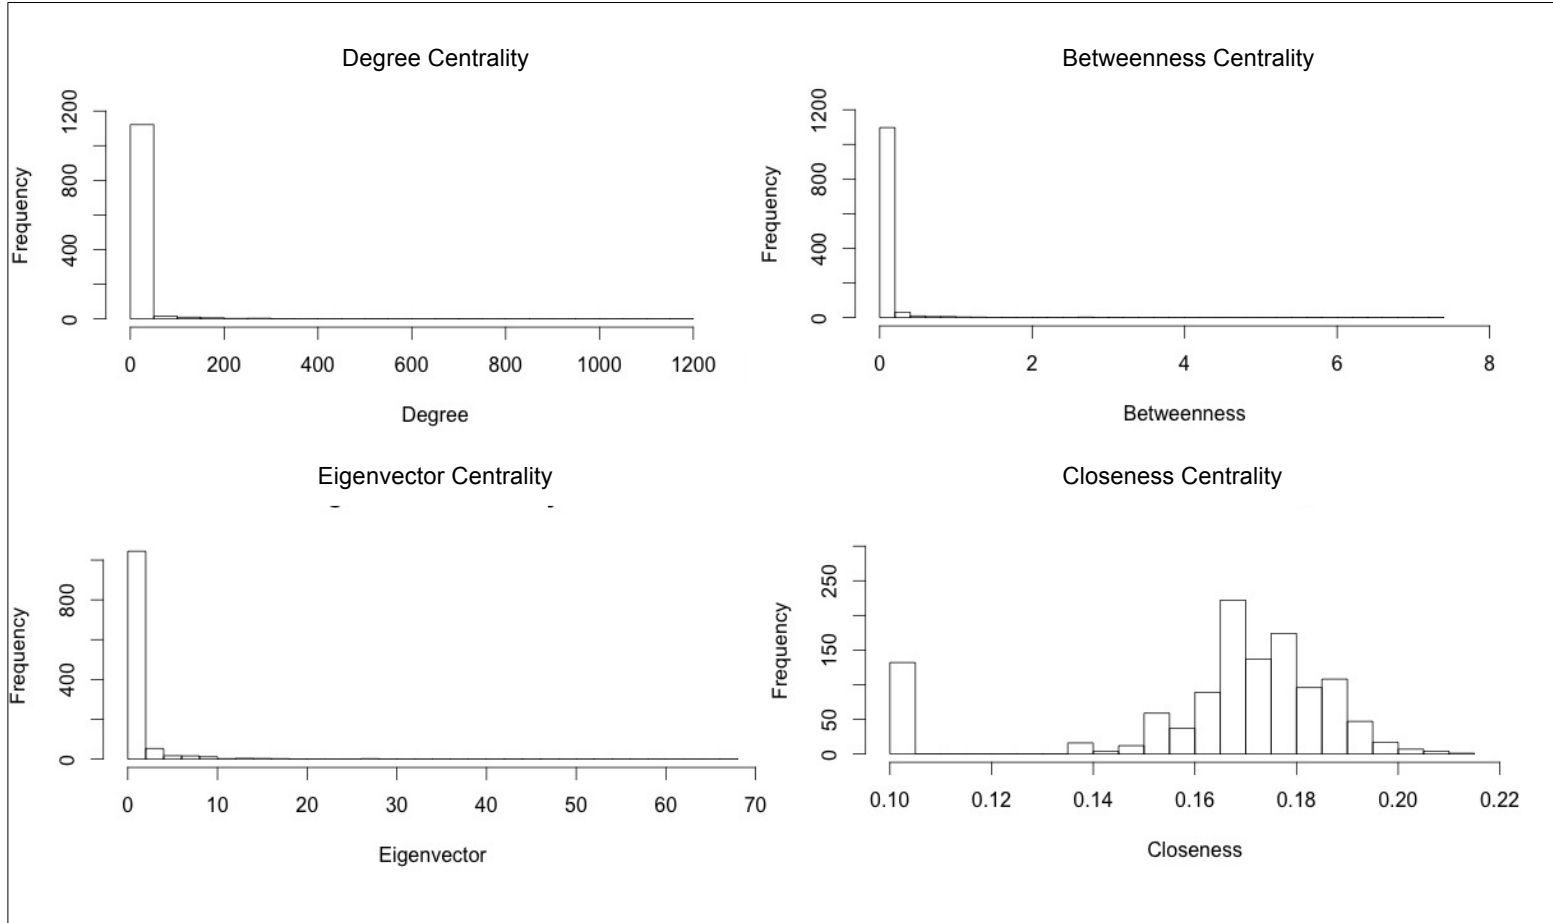 Degree Centrality
Frequency
0 400 800 1200
0 200 400 600 800 1000 1200
Degree
Betweenness Centrality
Frequency
0 400 800 1200
0 2 4 6 8
Betweenness
Eigenvector Centrality
Frequency
0 400 800
0 10 20 30 40 50 60 70
Eigenvector
Closeness Centrality
Frequency
0 50 150 250
0.10 0.12 0.14 0.16 0.18 0.20 0.22
Closeness